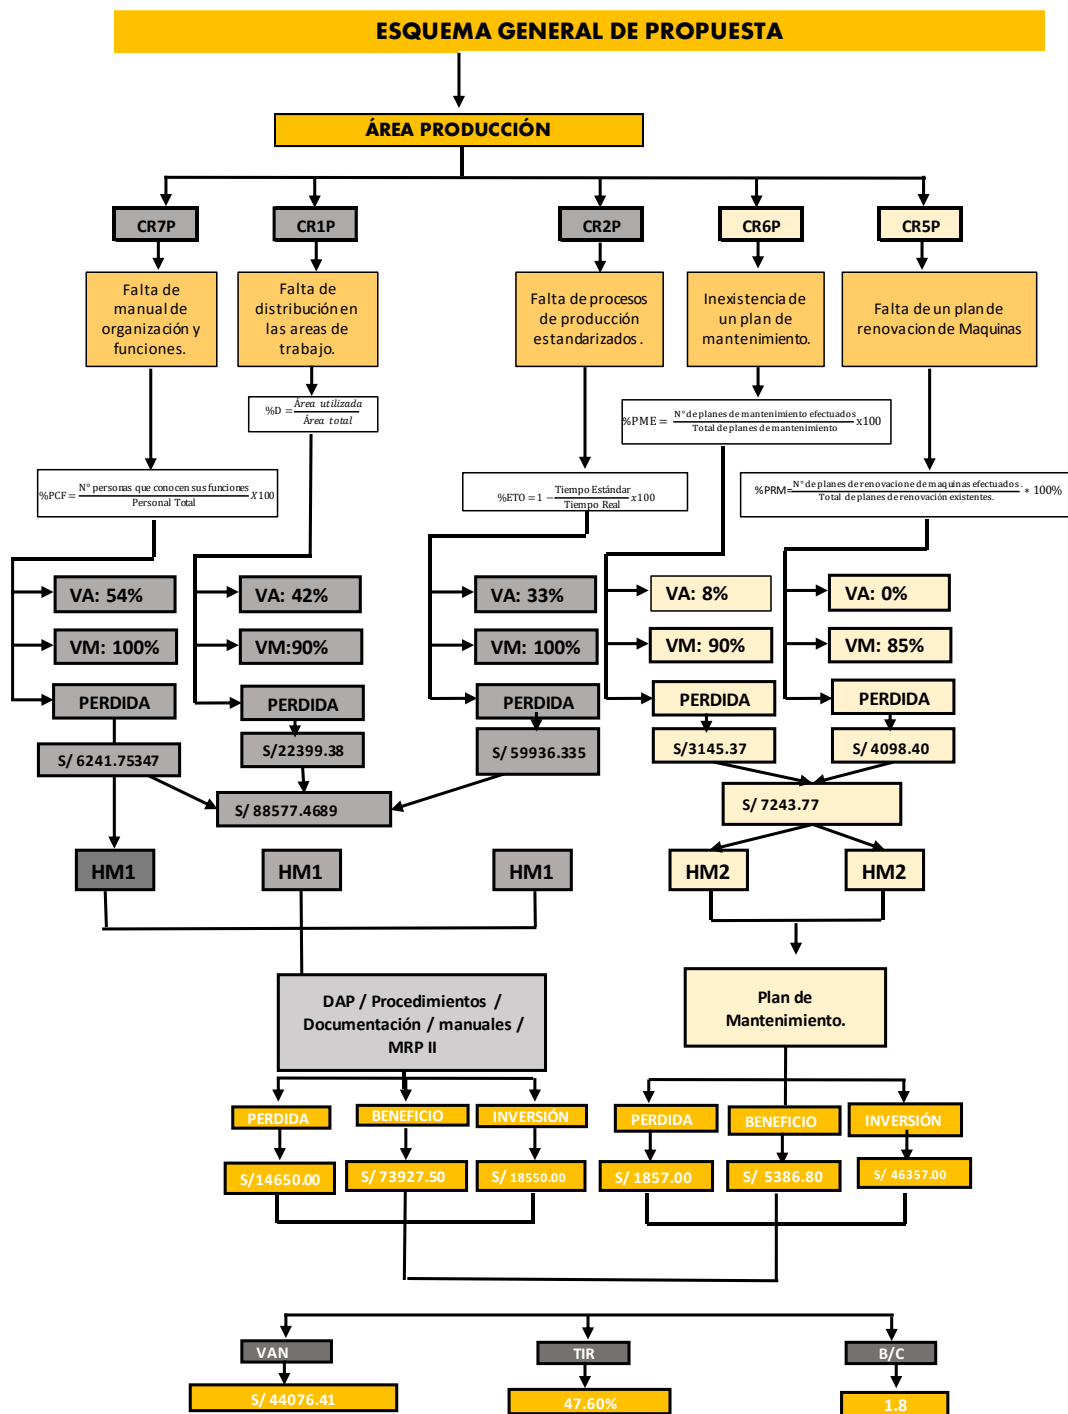 ESQUEMA GENERAL DE PROPUESTA
ÁREA PRODUCCIÓN
CR7P
CR1P
CR2P
CR6P
CR5P
Falta de
manual de
organización y
funciones.
Falta de
distribución en
las areas de
trabajo.
Falta de procesos
de producción
estandarizados.
Inexistencia de
un plan de
mantenimiento.
Falta de un plan de
renovacion de Maquinas
%D = Área utilizada
Área total
%PME = N° de planes de mantenimiento efectuados x100
Total de planes de mantenimiento
%PCF = N° personas que conocen sus funciones X100
Personal Total
%ETO = 1 − Tiempo Estándar x100
Tiempo Real
%PRM= N° de planes de renovacione de maquinas efectuados. * 100%
Total de planes de renovación existentes.
VA: 54%
VA: 42%
VA: 33%
VA: 8%
VA: 0%
VM: 100%
VM:90%
VM: 100%
VM: 90%
VM: 85%
PERDIDA
PERDIDA
PERDIDA
PERDIDA
PERDIDA
S/ 6241.75347
S/22399.38
S/ 59936.335
S/3145.37
S/ 4098.40
S/ 88577.4689
S/ 7243.77
HM1
HM1
HM1
HM2
HM2
DAP / Procedimientos /
Documentación / manuales /
MRP II
Plan de
Mantenimiento.
PERDIDA
BENEFICIO
INVERSIÓN
PERDIDA
BENEFICIO
INVERSIÓN
S/14650.00
S/ 73927.50
S/ 18550.00
S/ 1857.00
S/ 5386.80
S/ 46357.00
VAN
TIR
B/C
S/ 44076.41
47.60%
1.8